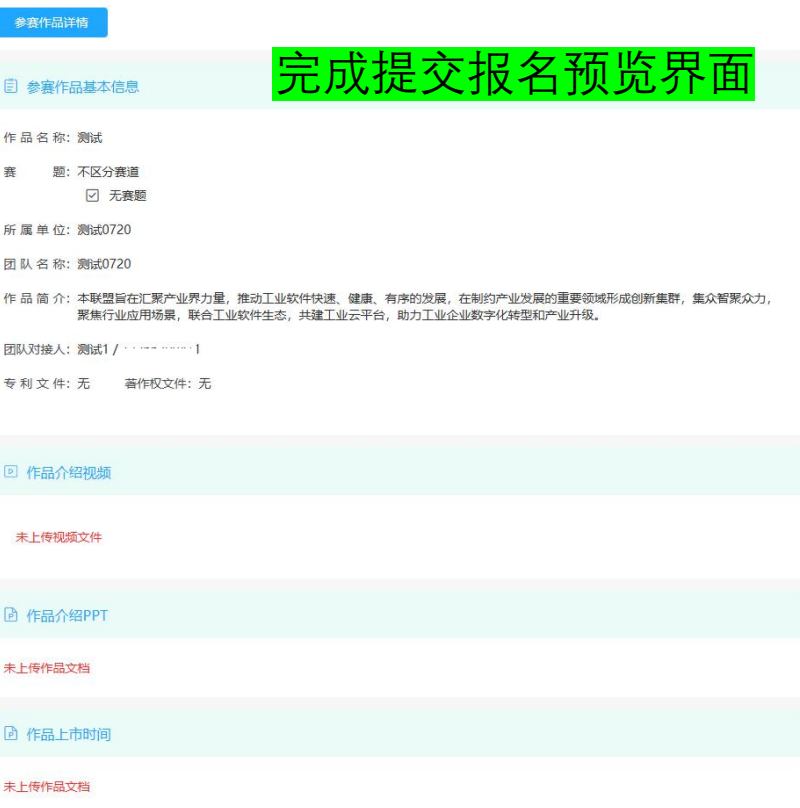 参赛作品详情
完成提交报名预览界面
参赛作品基本信息
作品名称：测试
赛题：不区分赛道
无赛题
所属单位：测试0720
团队名称：测试0720
作品简介：本联盟旨在汇聚产业界力量，推动工业软件快速、健康、有序的发展，在制约产业发展的重要领域形成创新集群，集众智聚众力，
聚焦行业应用场景，联合工业软件生态，共建工业云平台，助力工业企业数字化转型和产业升级。
团队对接人：测试1 / 1
专利文件：无 著作权文件：无
作品介绍视频
未上传视频文件
作品介绍PPT
未上传作品文档
作品上市时间
未上传作品文档